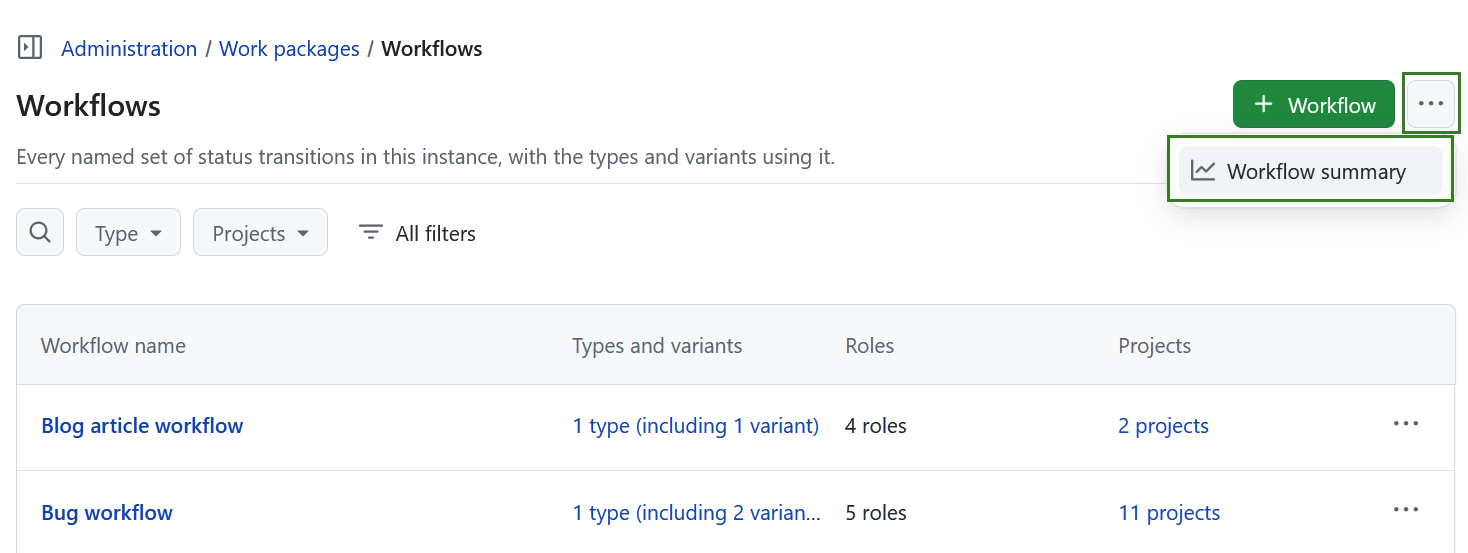 Administration / Work packages / Workflows
Workflows
+ Workflow
Every named set of status transitions in this instance, with the types and variants using it.
Workflow summary
Type Projects All filters
Workflow name Types and variants Roles Projects
Blog article workflow 1 type (including 1 variant) 4 roles 2 projects
Bug workflow 1 type (including 2 varian... 5 roles 11 projects